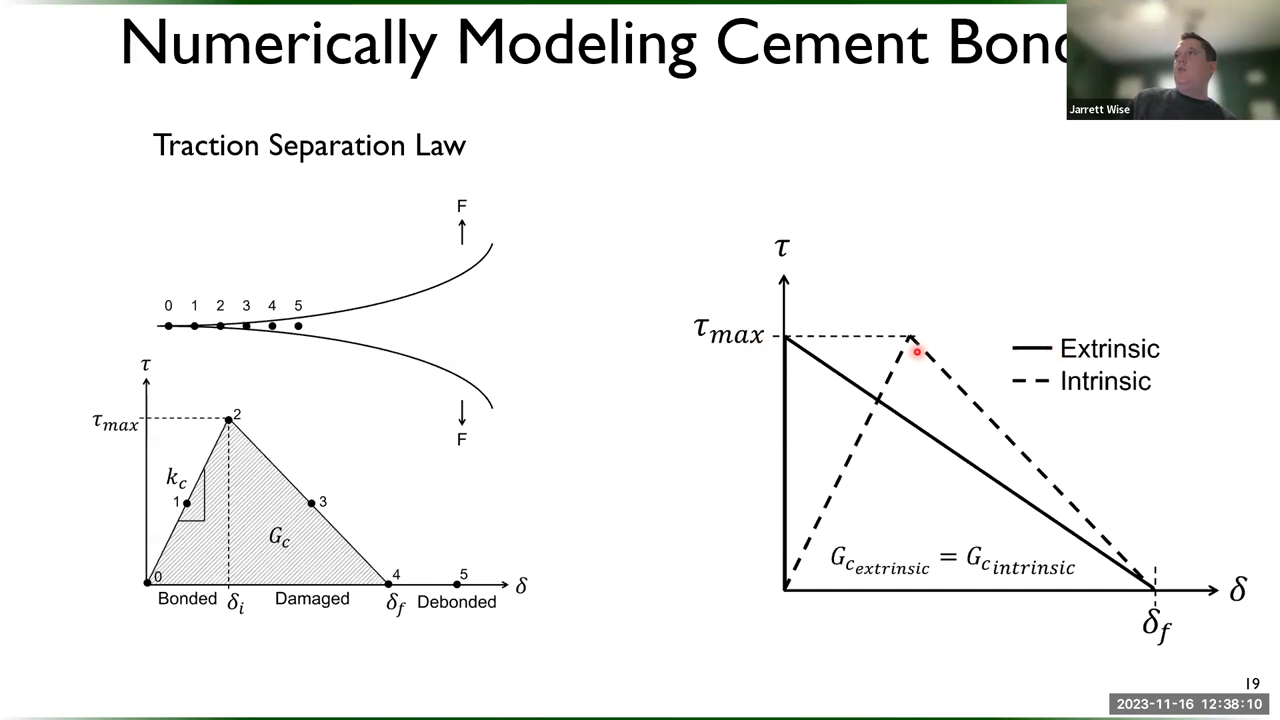 Numerically Modeling Cement Bond
Jarrett Wise
Traction Separation Law
F
0 1 2 3 4 5
F
τ
τmax
2
kc
1
3
Gc
0
4
5
δ
Bonded δi Damaged δf Debonded
τ
τmax
Extrinsic
Intrinsic
Gc extrinsic = Gc intrinsic
δ
δf
19
2023-11-16 12:38:10